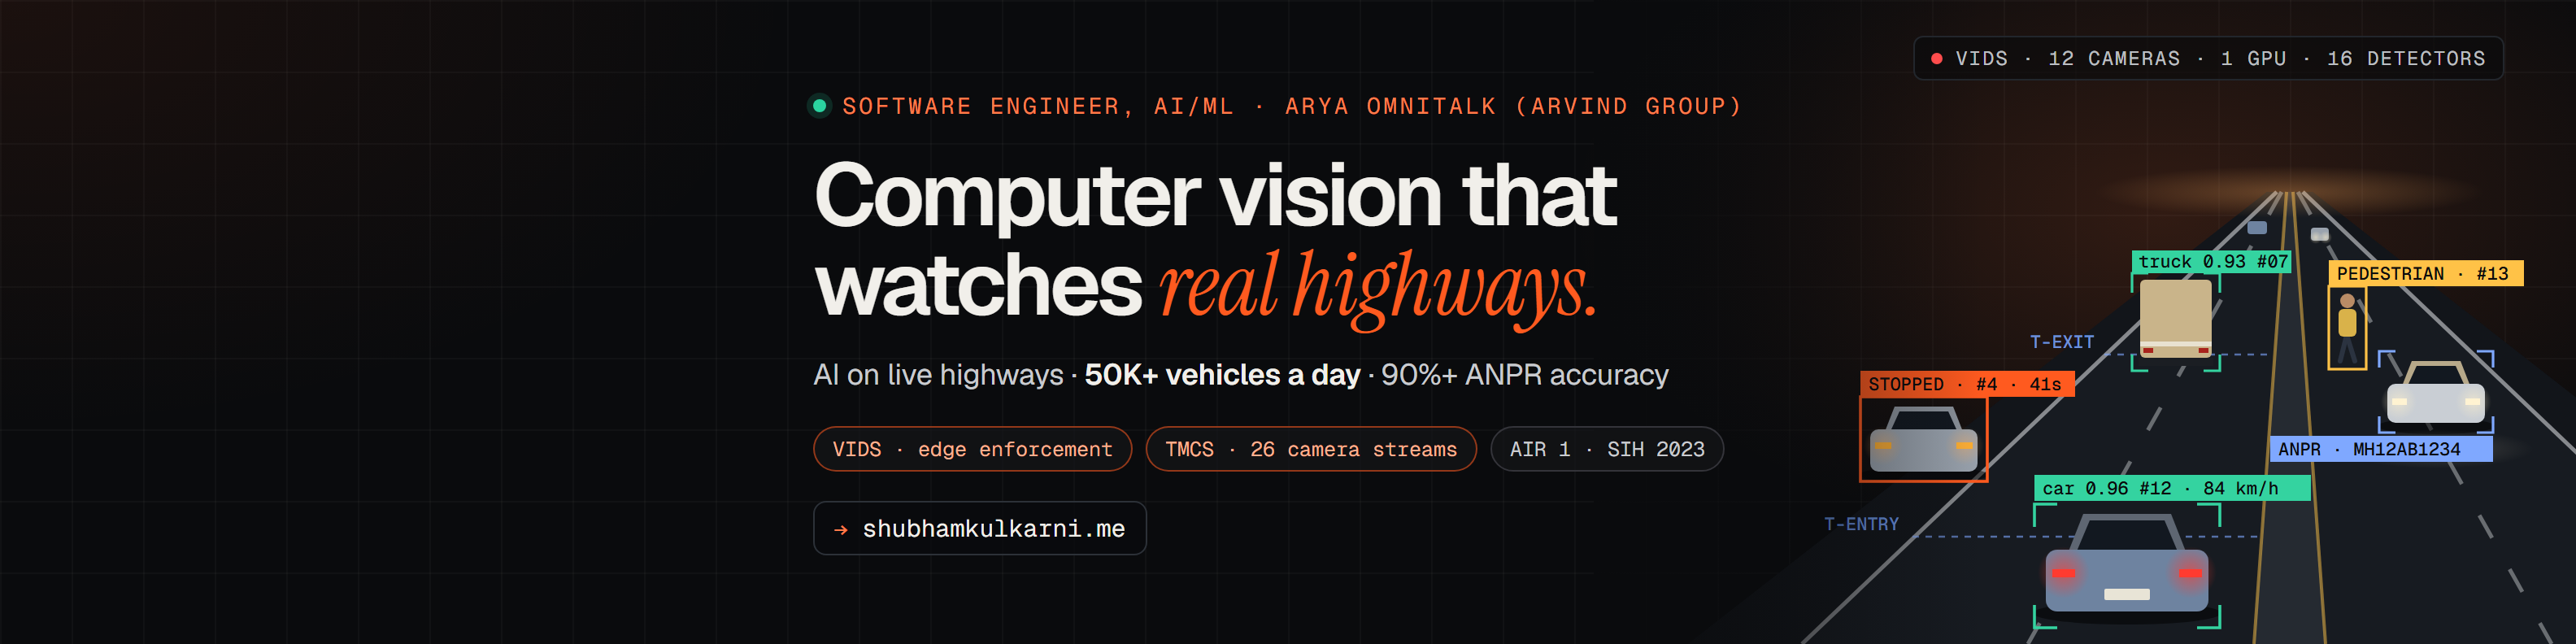 VIDS · 12 CAMERAS · 1 GPU · 16 DETECTORS
SOFTWARE ENGINEER, AI/ML · ARYA OMNITALK (ARVIND GROUP)
Computer vision that
watches real highways.
AI on live highways · 50K+ vehicles a day · 90%+ ANPR accuracy
VIDS · edge enforcement
TMCS · 26 camera streams
AIR 1 · SIH 2023
→ shubhamkulkarni.me
truck 0.93 #07
PEDESTRIAN · #13
T-EXIT
STOPPED · #4 · 41s
ANPR · MH12AB1234
car 0.96 #12 · 84 km/h
T-ENTRY